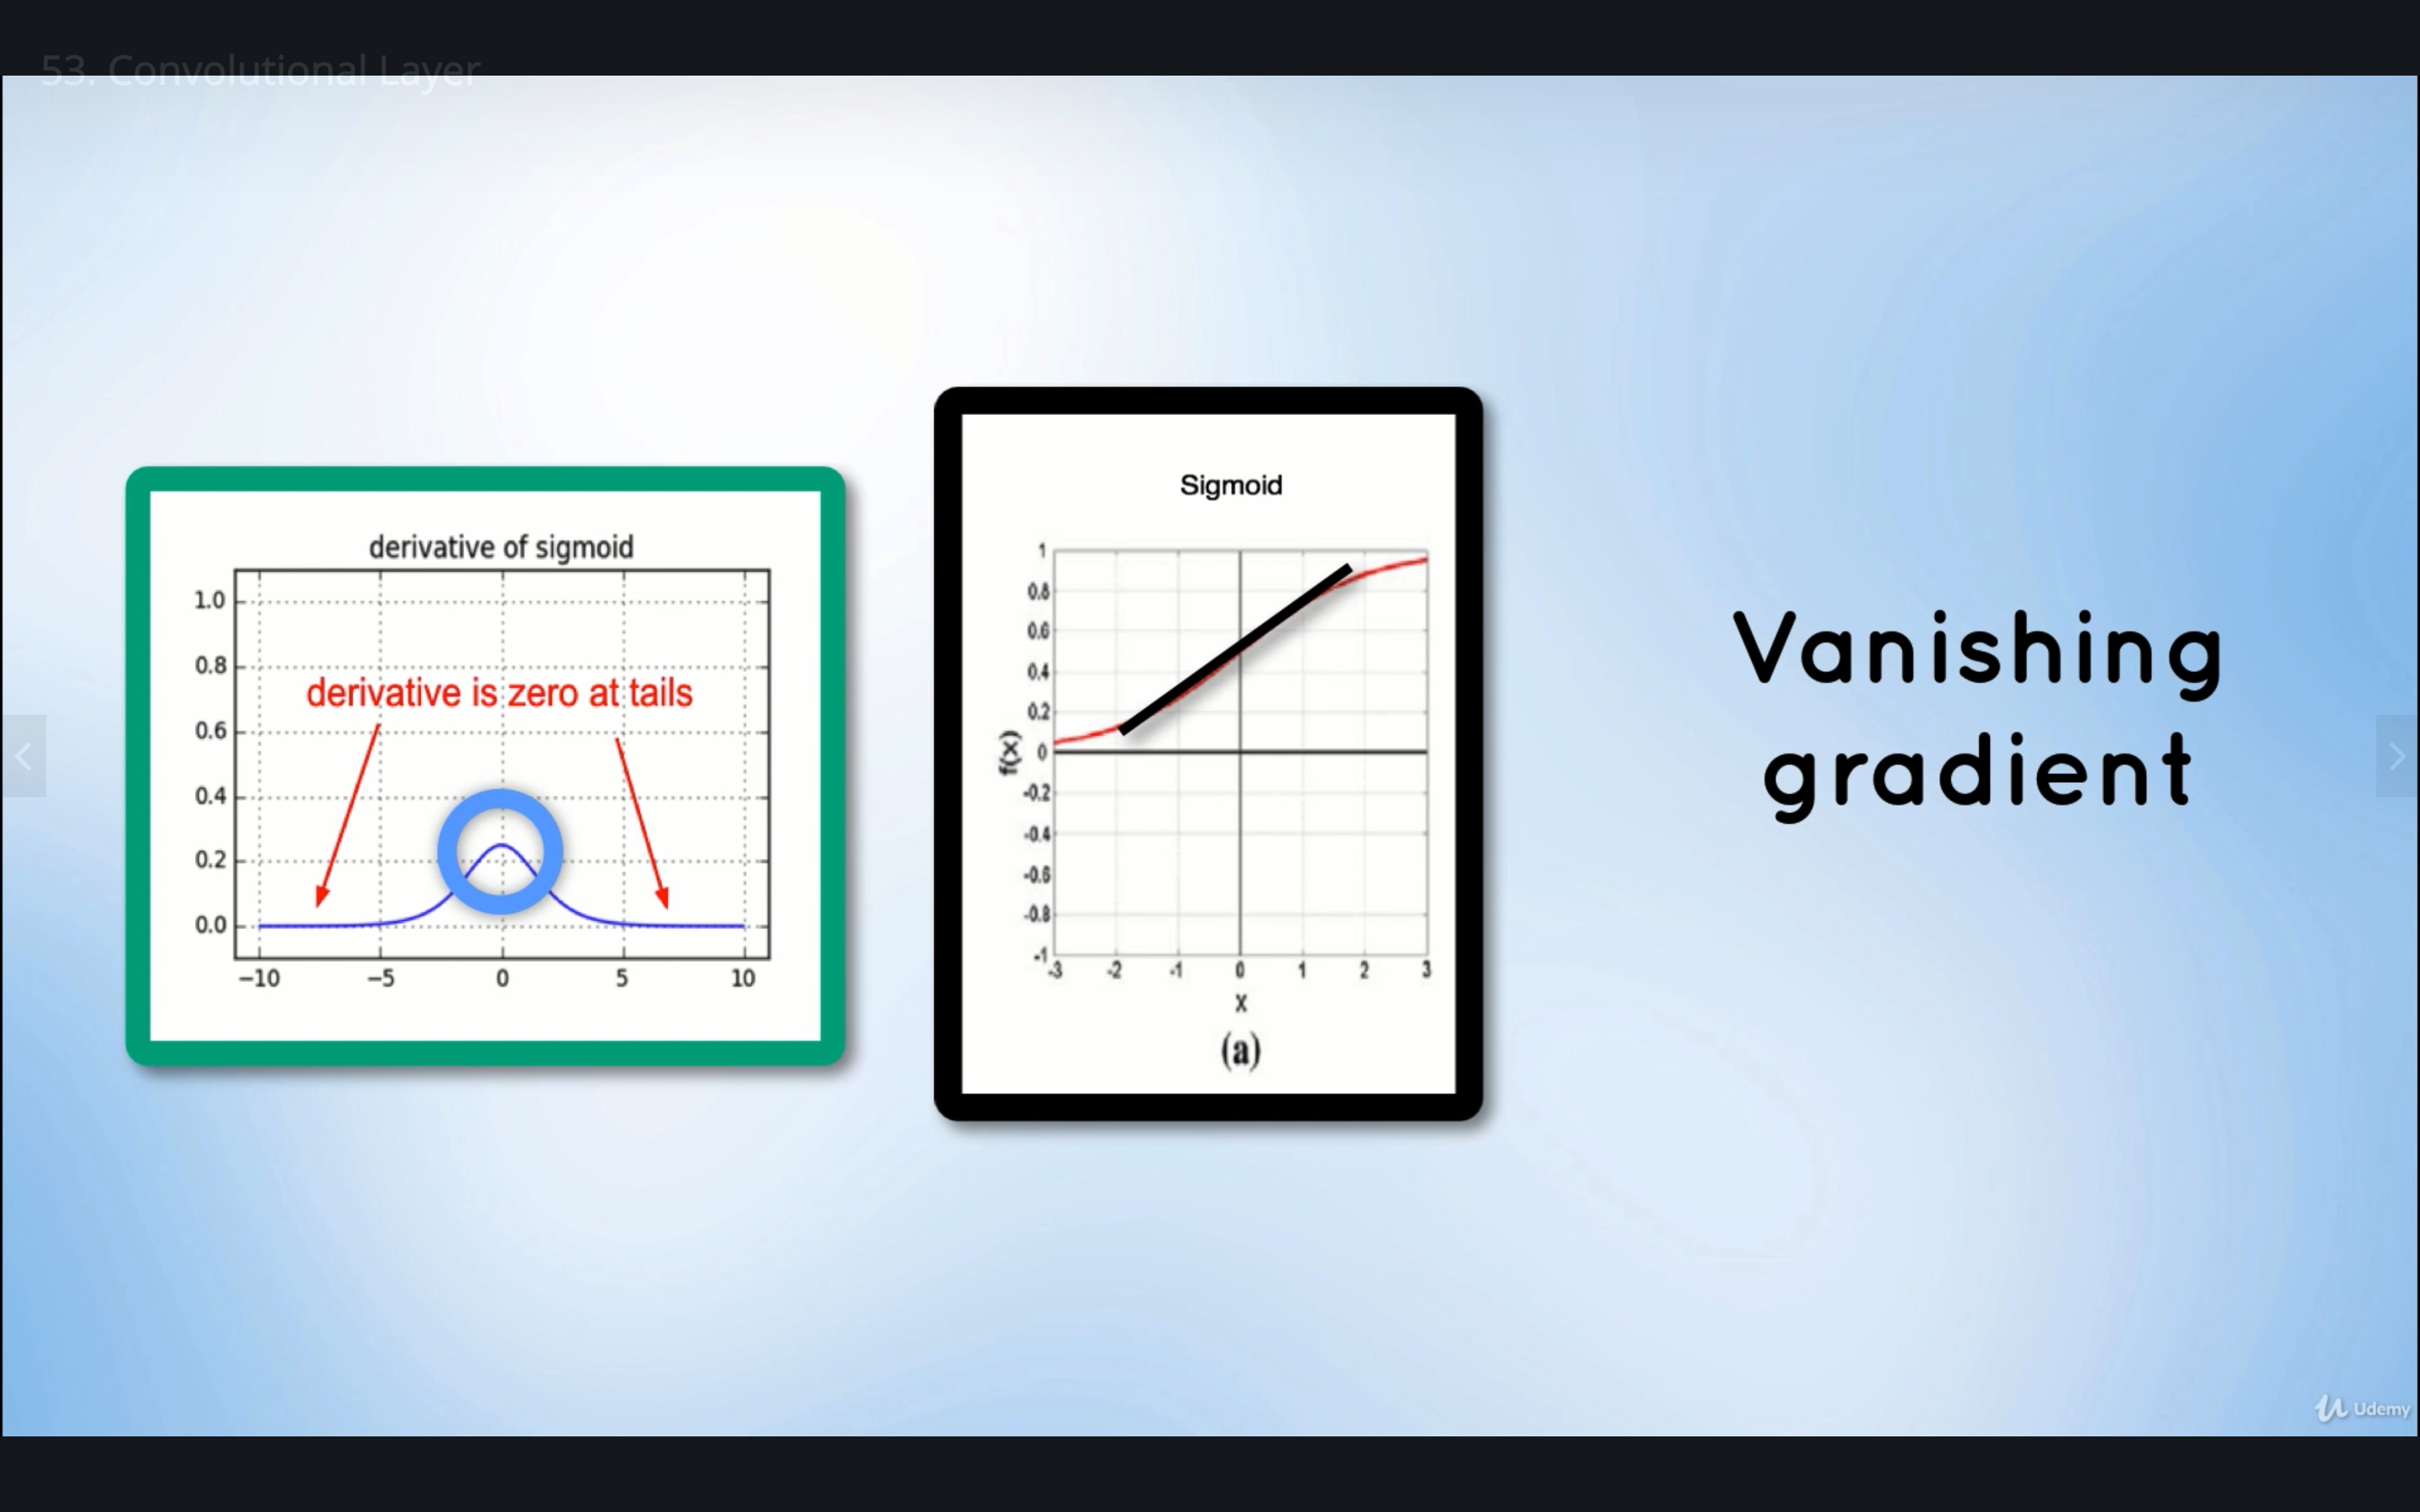 53. Convolutional Layer
derivative of sigmoid
1.0
0.8
derivative is zero at tails
0.6
0.4
0.2
0.0
−10 −5 0 5 10
Sigmoid
1
0.8
0.6
0.4
0.2
0
-0.2
-0.4
-0.6
-0.8
-1
f(x)
-3 -2 -1 0 1 2 3
x
(a)
Vanishing
gradient
Udemy